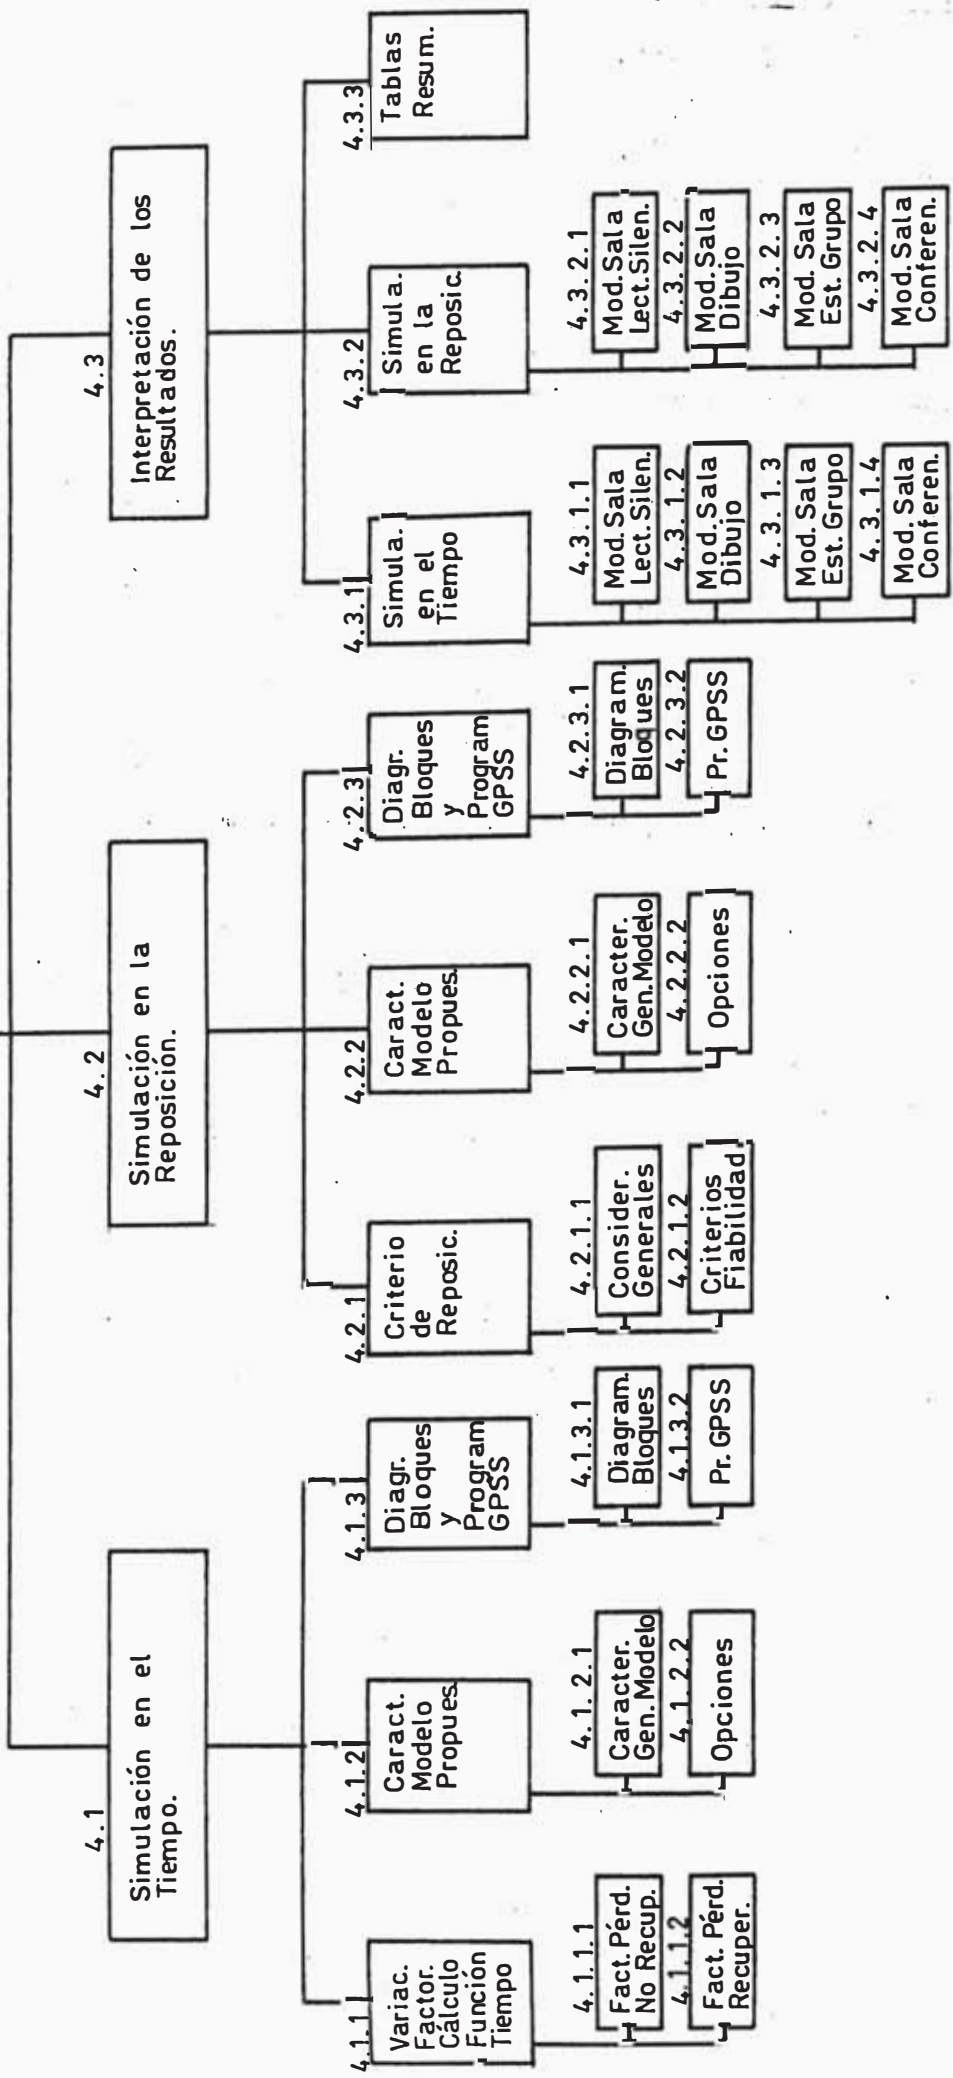 4.1
Simulación en el
Tiempo.
4.1.1
Variac.
Factor.
Cálculo
Función
Tiempo
4.1.1.1
Fact. Pérd.
No Recup.
4.1.1.2
Fact. Pérd.
Recuper.
4.1.2
Caract.
Modelo
Propues.
4.1.2.1
Caracter.
Gen.Modelo
4.1.2.2
Opciones
4.1.3
Diagr.
Bloques
y
Program
GPSS
4.1.3.1
Diagram.
Bloques
4.1.3.2
Pr. GPSS
4.2
Simulación en la
Reposición.
4.2.1
Criterio
de
Reposic.
4.2.1.1
Consider.
Generales
4.2.1.2
Criterios
Fiabilidad
4.2.2
Caract.
Modelo
Propues.
4.2.2.1
Caracter.
Gen.Modelo
4.2.2.2
Opciones
4.2.3
Diagr.
Bloques
y
Program
GPSS
4.2.3.1
Diagram.
Bloques
4.2.3.2
Pr. GPSS
4.3
Interpretación de los
Resultados.
4.3.1
Simula.
en el
Tiempo
4.3.1.1
Mod. Sala
Lect. Silen.
4.3.1.2
Mod. Sala
Dibujo
4.3.1.3
Mod. Sala
Est. Grupo
4.3.1.4
Mod. Sala
Conferen.
4.3.2
Simula.
en la
Reposic.
4.3.2.1
Mod. Sala
Lect. Silen.
4.3.2.2
Mod. Sala
Dibujo
4.3.2.3
Mod. Sala
Est. Grupo
4.3.2.4
Mod. Sala
Conferen.
4.3.3
Tablas
Resum.